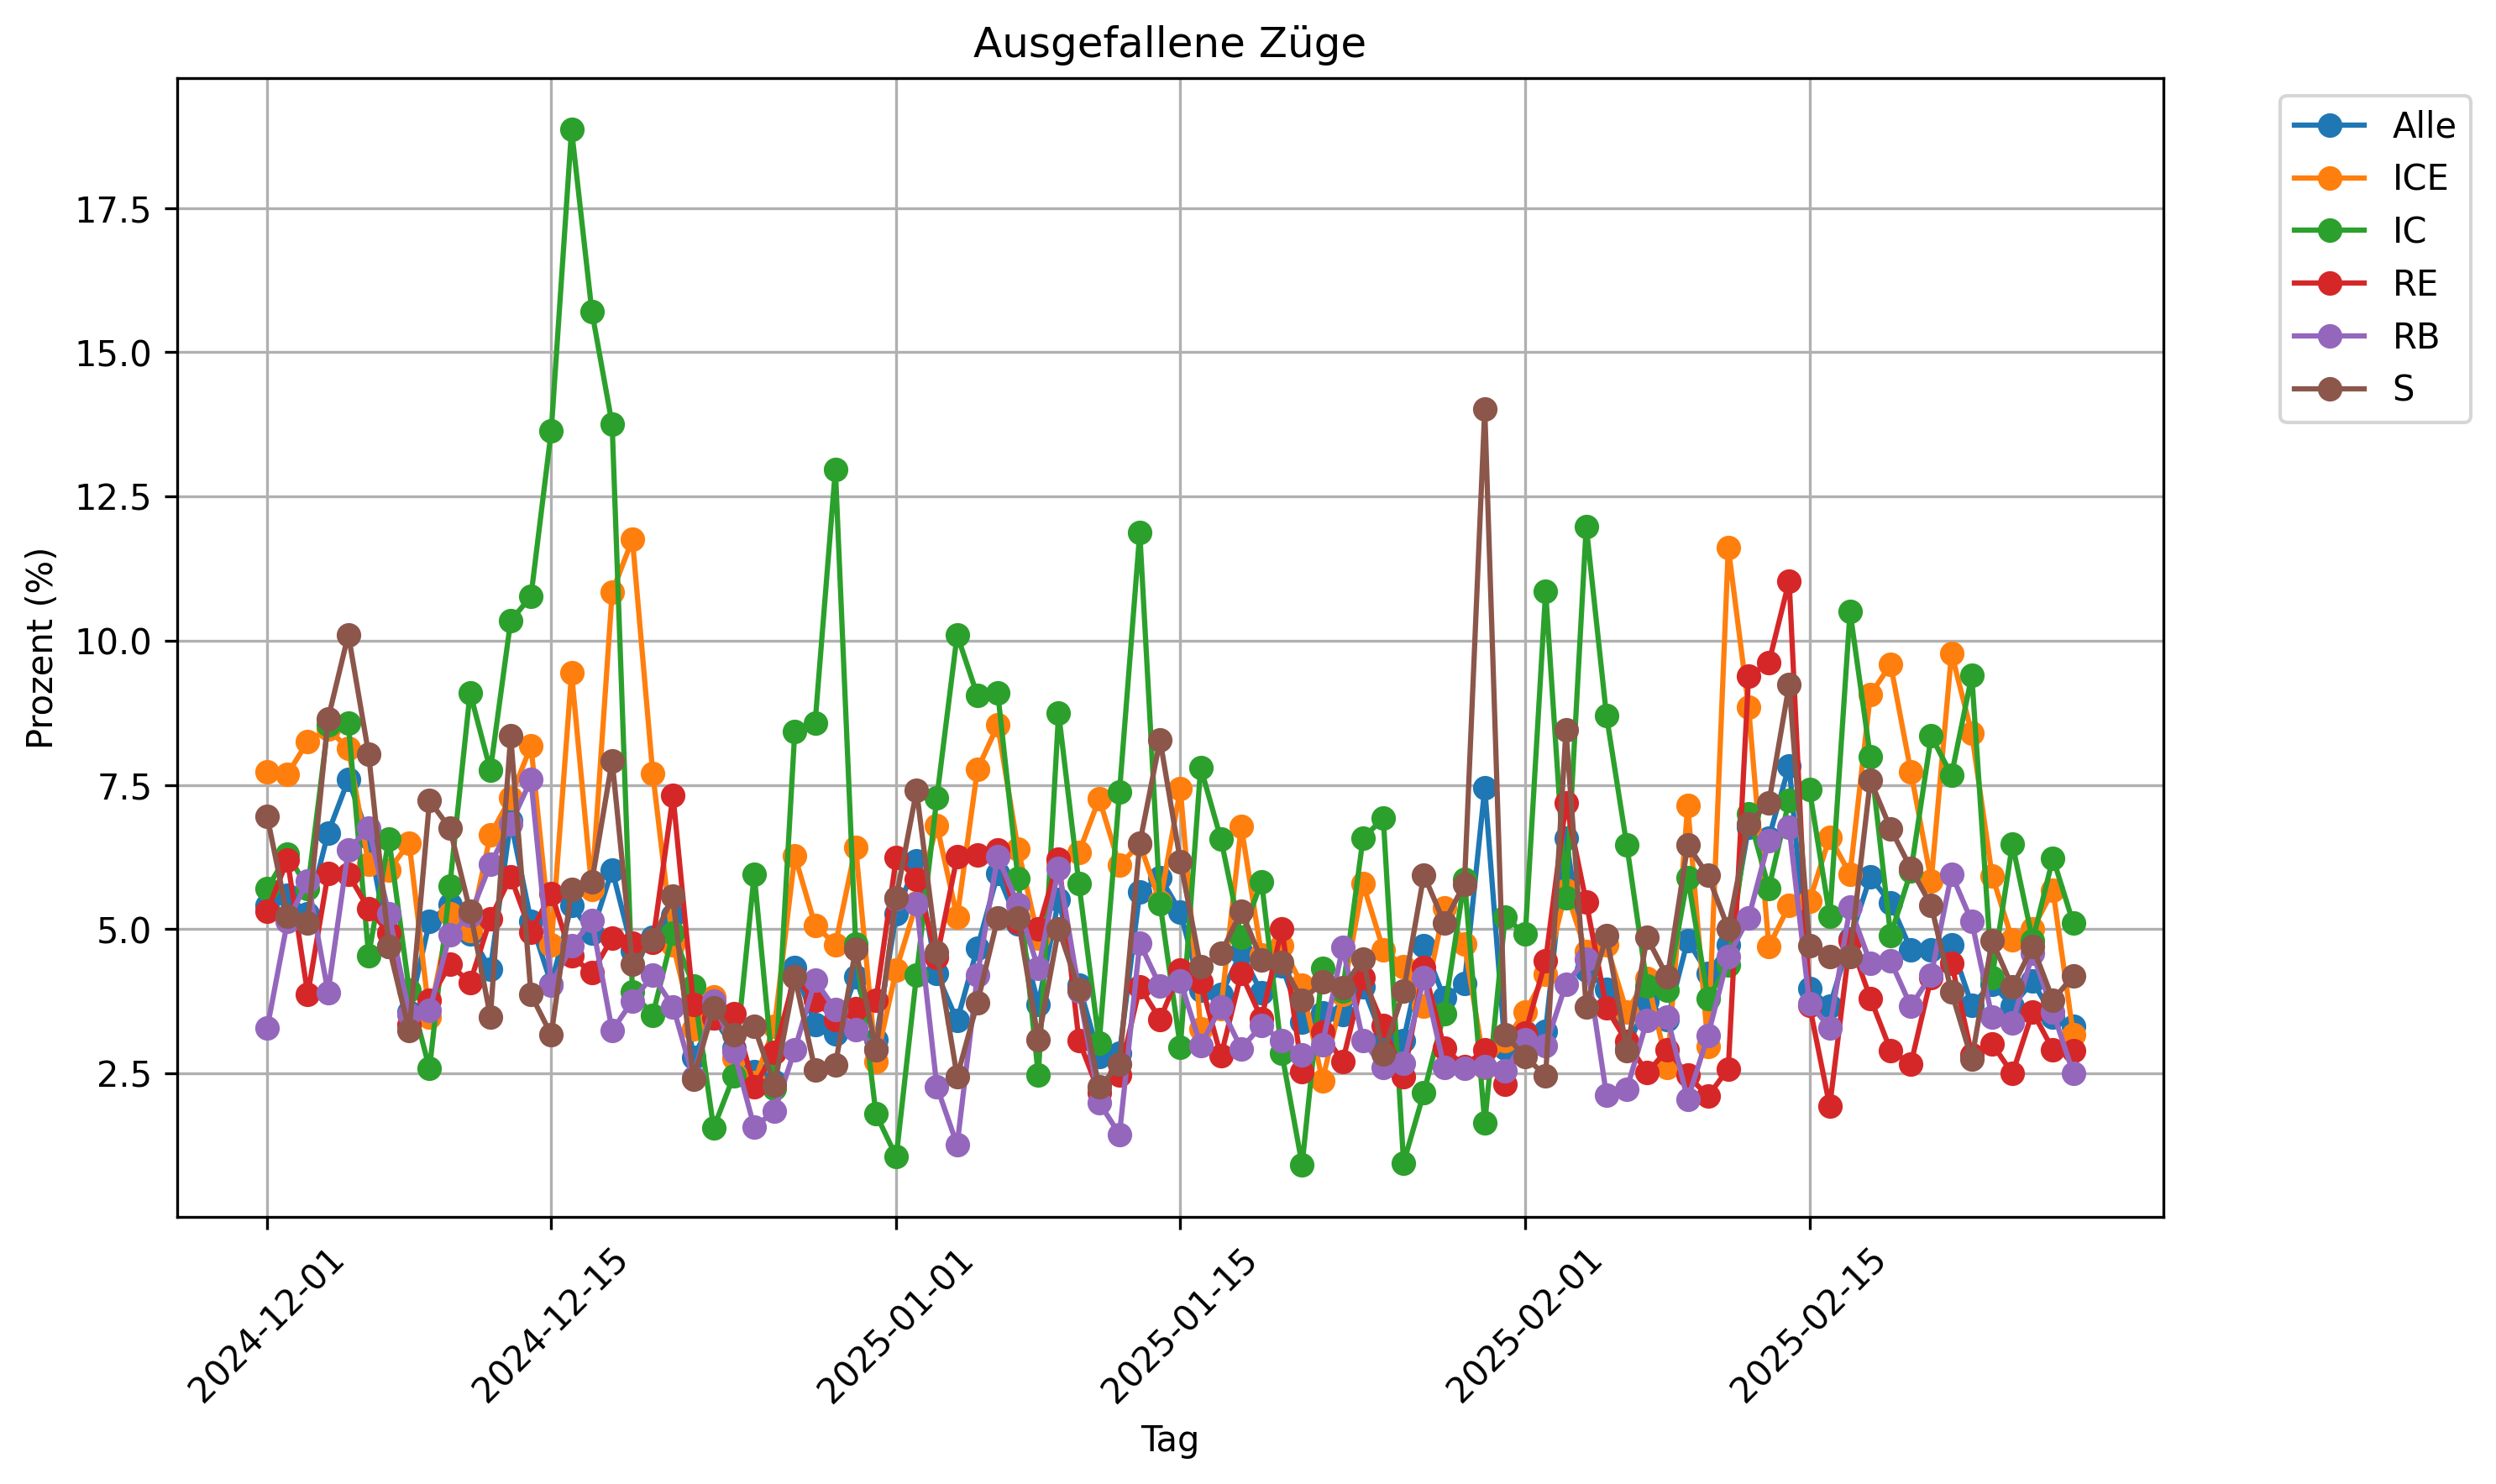 Ausgefallene Züge
Prozent (%)
17.5
15.0
12.5
10.0
7.5
5.0
2.5
2024-12-01
2024-12-15
2025-01-01
2025-01-15
2025-02-01
2025-02-15
Tag
Alle
ICE
IC
RE
RB
S